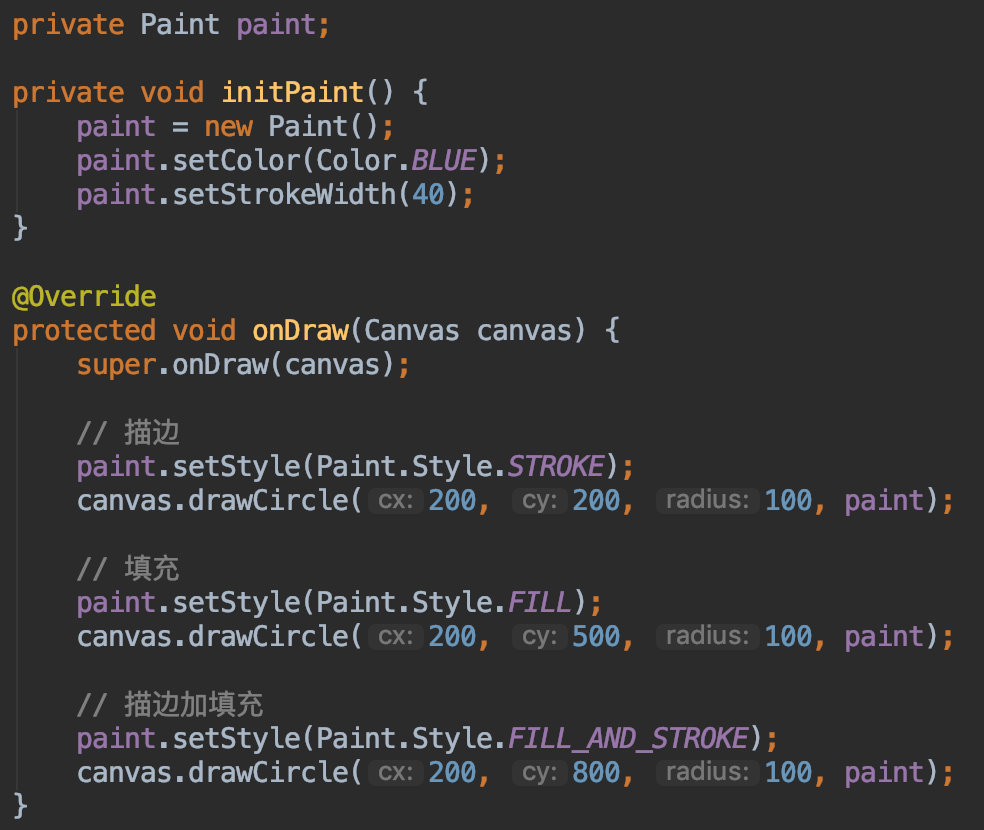 private Paint paint;
private void initPaint() {
paint = new Paint();
paint.setColor(Color.BLUE);
paint.setStrokeWidth(40);
}
@Override
protected void onDraw(Canvas canvas) {
super.onDraw(canvas);
// 描边
paint.setStyle(Paint.Style.STROKE);
canvas.drawCircle( cx: 200, cy: 200, radius: 100, paint);
// 填充
paint.setStyle(Paint.Style.FILL);
canvas.drawCircle( cx: 200, cy: 500, radius: 100, paint);
// 描边加填充
paint.setStyle(Paint.Style.FILL_AND_STROKE);
canvas.drawCircle( cx: 200, cy: 800, radius: 100, paint);
}